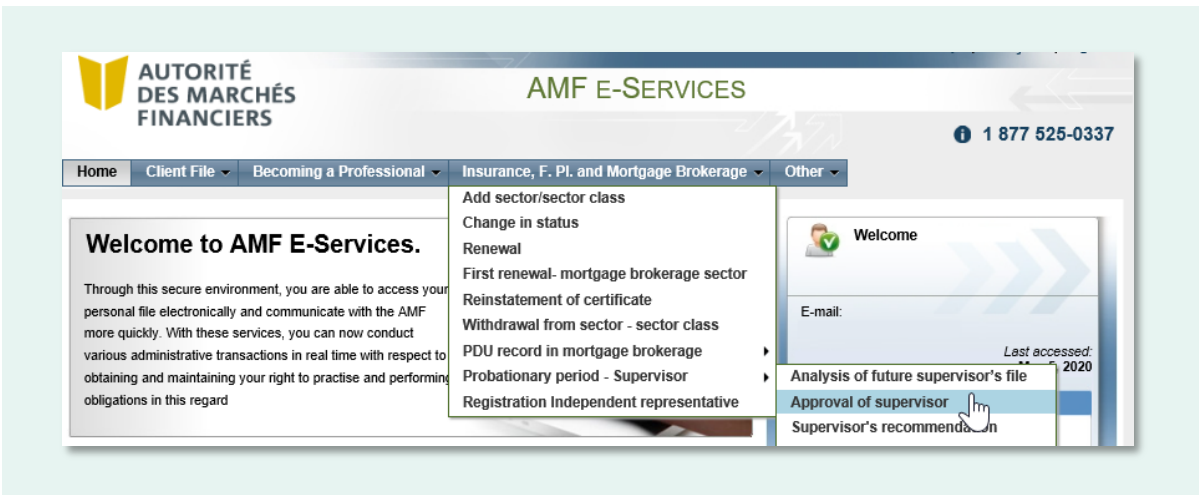 AUTORITÉ
DES MARCHÉS
FINANCIERS
AMF E-SERVICES
1 877 525-0337
Home Client File Becoming a Professional Insurance, F. Pl. and Mortgage Brokerage Other
Add sector/sector class
Change in status
Renewal
First renewal- mortgage brokerage sector
Reinstatement of certificate
Withdrawal from sector - sector class
PDU record in mortgage brokerage
Probationary period - Supervisor
Registration Independent representative
Analysis of future supervisor's file
Approval of supervisor
Supervisor's recommendation
Welcome to AMF E-Services.
Through this secure environment, you are able to access your
personal file electronically and communicate with the AMF
more quickly. With these services, you can now conduct
various administrative transactions in real time with respect to
obtaining and maintaining your right to practise and performing
obligations in this regard
Welcome
E-mail:
Last accessed:
2020